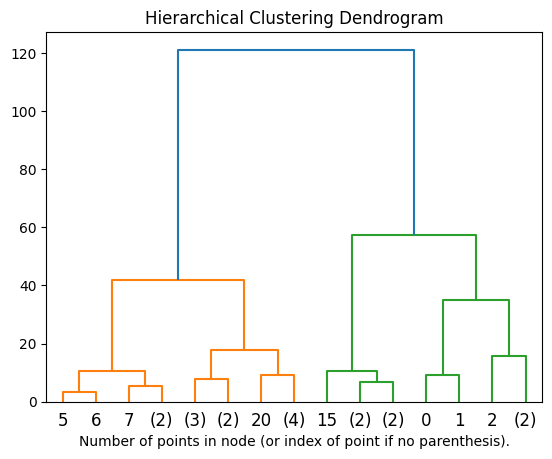 Hierarchical Clustering Dendrogram
120
100
80
60
40
20
0
5 6 7 (2) (3) (2) 20 (4) 15 (2) (2) 0 1 2 (2)
Number of points in node (or index of point if no parenthesis).